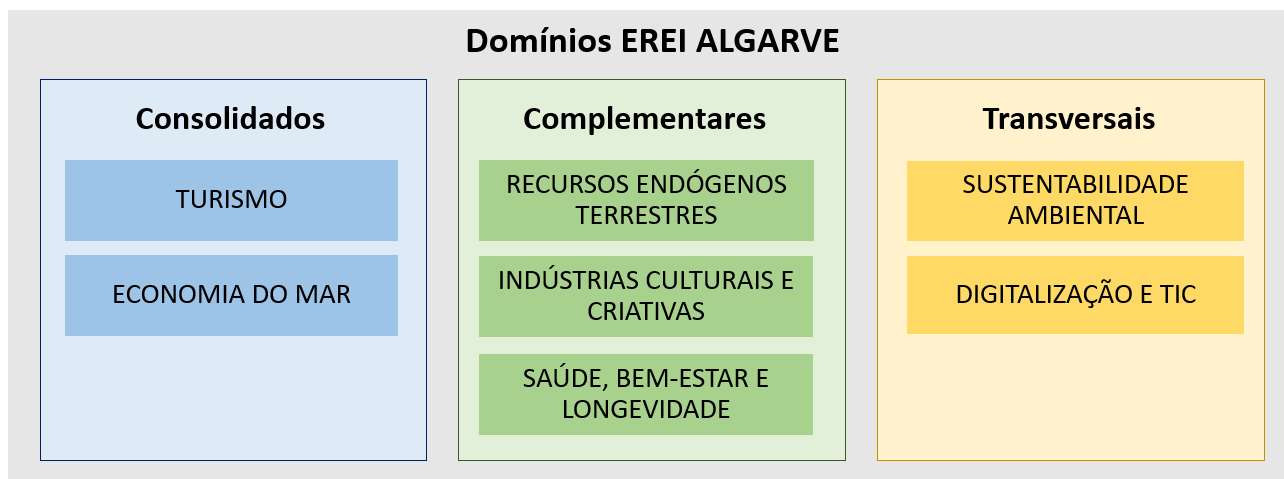 Domínios EREI ALGARVE
Consolidados
TURISMO
ECONOMIA DO MAR
Complementares
RECURSOS ENDÓGENOS
TERRESTRES
INDÚSTRIAS CULTURAIS E
CRIATIVAS
SAÚDE, BEM-ESTAR E
LONGEVIDADE
Transversais
SUSTENTABILIDADE
AMBIENTAL
DIGITALIZAÇÃO E TIC